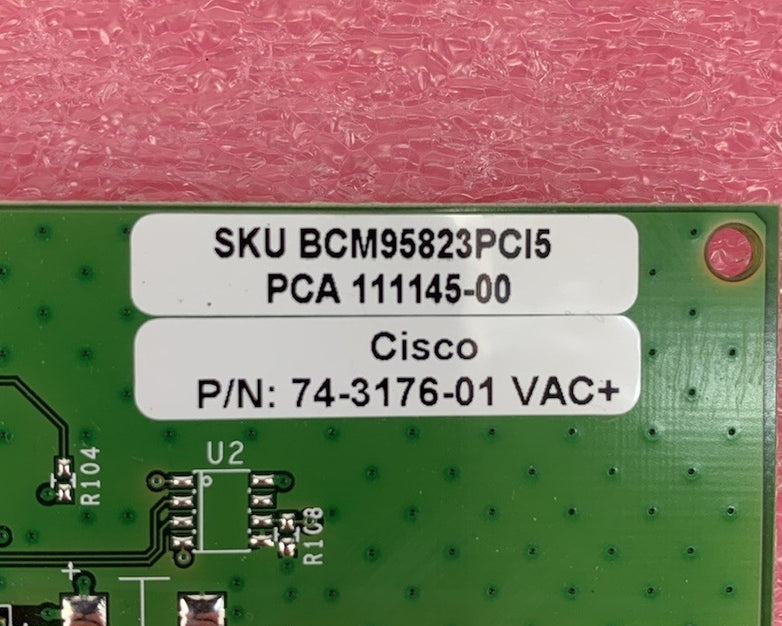 SKU BCM95823PCI5
PCA 111145-00
Cisco
P/N: 74-3176-01 VAC+
U2
R104
R108
+